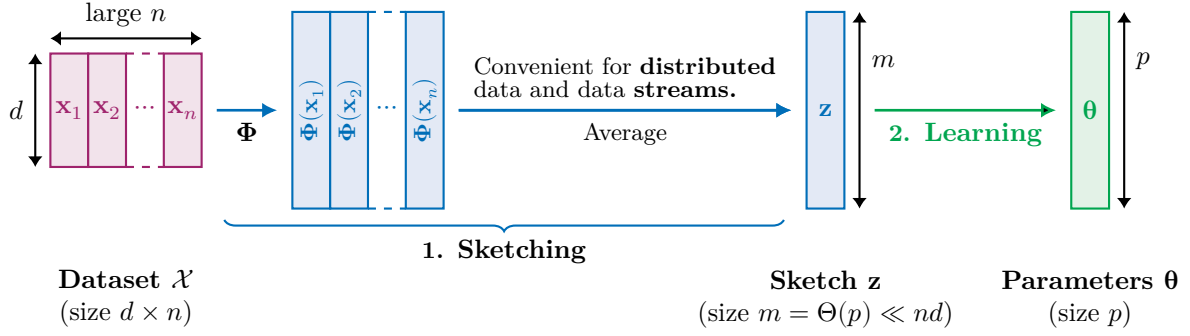 large n
d
x₁ x₂ ... xₙ
Φ
Φ(x₁) Φ(x₂) ... Φ(xₙ)
Convenient for distributed
data and data streams.
Average
z
m
2. Learning
θ
p
1. Sketching
Dataset 𝒳
(size d × n)
Sketch z
(size m = Θ(p) ≪ nd)
Parameters θ
(size p)